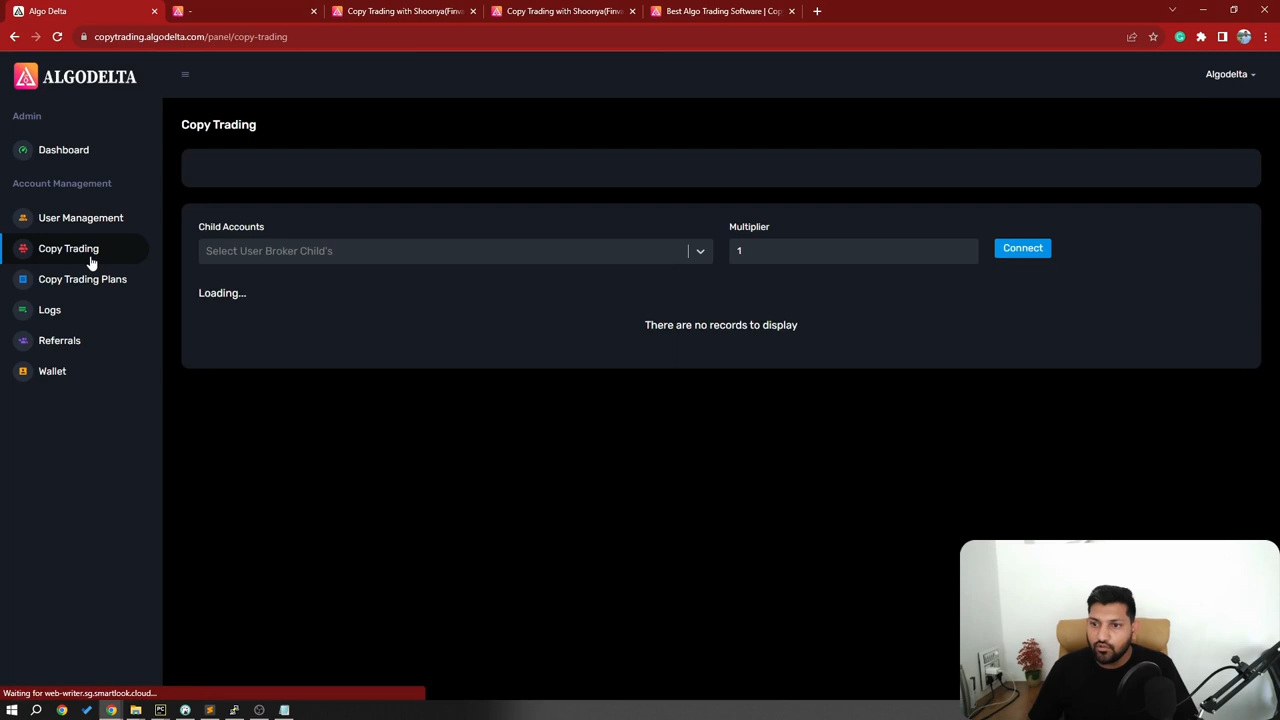 Algo Delta
-
Copy Trading with Shoonya(Finva
Copy Trading with Shoonya(Finva
Best Algo Trading Software | Cop
copytrading.algodelta.com/panel/copy-trading
ALGODELTA
Algodelta
Admin
Dashboard
Account Management
User Management
Copy Trading
Copy Trading Plans
Logs
Referrals
Wallet
Copy Trading
Child Accounts
Multiplier
Select User Broker Child's
1
Connect
Loading...
There are no records to display
Waiting for web-writer.sg.smartlook.cloud...